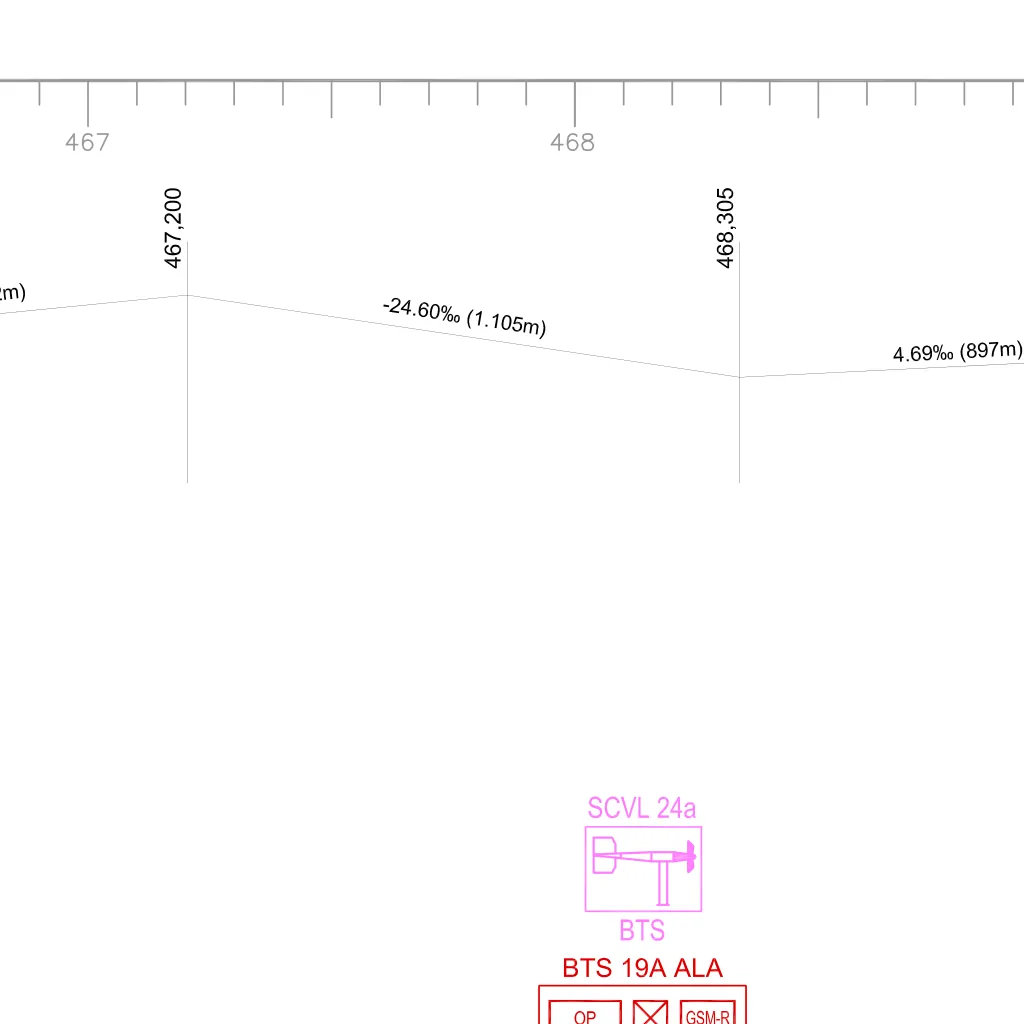 467
468
467,200
468,305
2m)
-24.60‰ (1.105m)
4.69‰ (897m)
SCVL 24a
BTS
BTS 19A ALA
OP
GSM-R